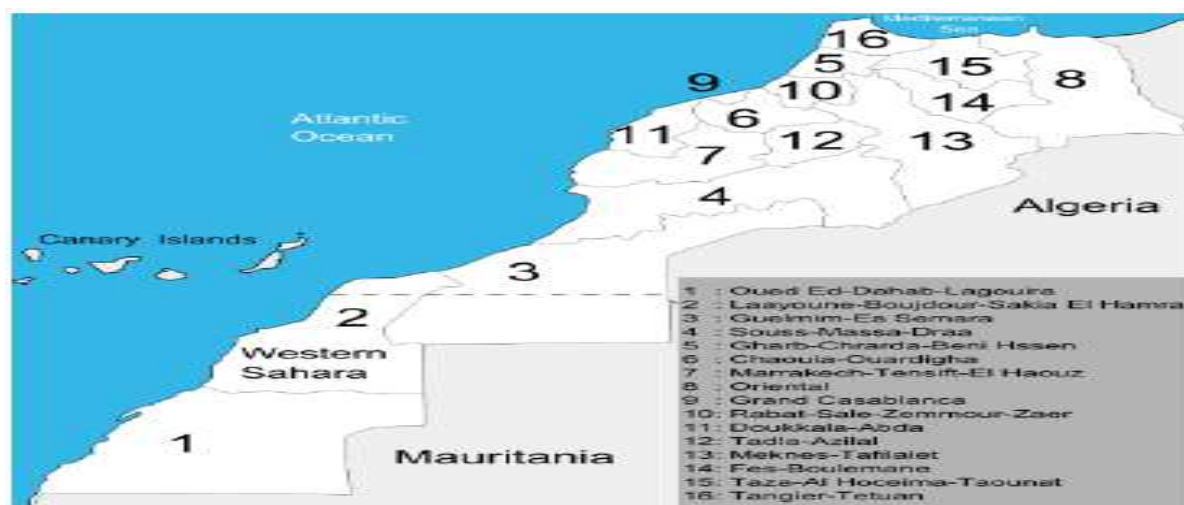 Mediterranean
Sea
16
5
15
8
9
10
14
Atlantic
Ocean
6
11
12
13
7
4
Algeria
Canary Islands
3
2
Western
Sahara
1
Mauritania
1 : Oued Ed-Dahab-Lagouira
2 : Laayoune-Boujdour-Sakia El Hamra
3 : Guelmim-Es Semara
4 : Souss-Massa-Draa
5 : Gharb-Chrarda-Beni Hssen
6 : Chaouia-Ouardigha
7 : Marrakech-Tensift-El Haouz
8 : Oriental
9 : Grand Casablanca
10: Rabat-Sale-Zemmour-Zaer
11: Doukkala-Abda
12: Tadla-Azilal
13: Meknes-Tafilalet
14: Fes-Boulemane
15: Taza-Al Hoceima-Taounat
16: Tangier-Tetuan